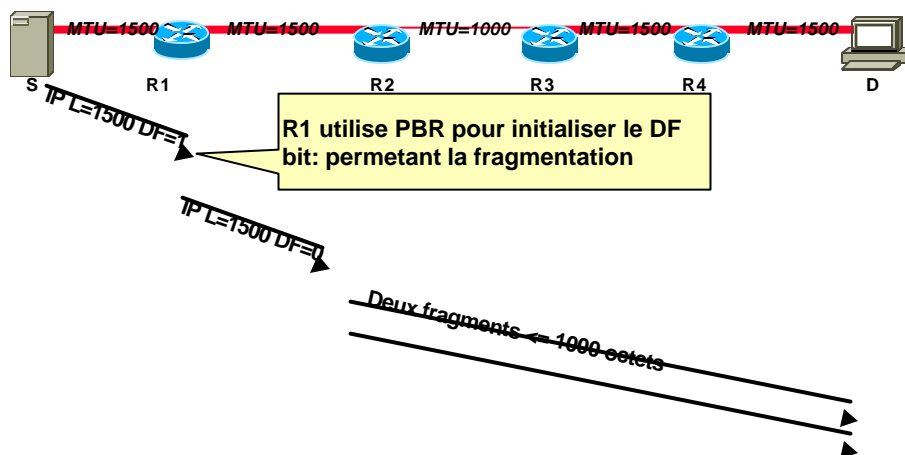 MTU=1500 MTU=1500 MTU=1000 MTU=1500 MTU=1500
S R1 R2 R3 R4 D
IP L=1500 DF=1
R1 utilise PBR pour initialiser le DF
bit: permetant la fragmentation
IP L=1500 DF=0
Deux fragments <= 1000 octets